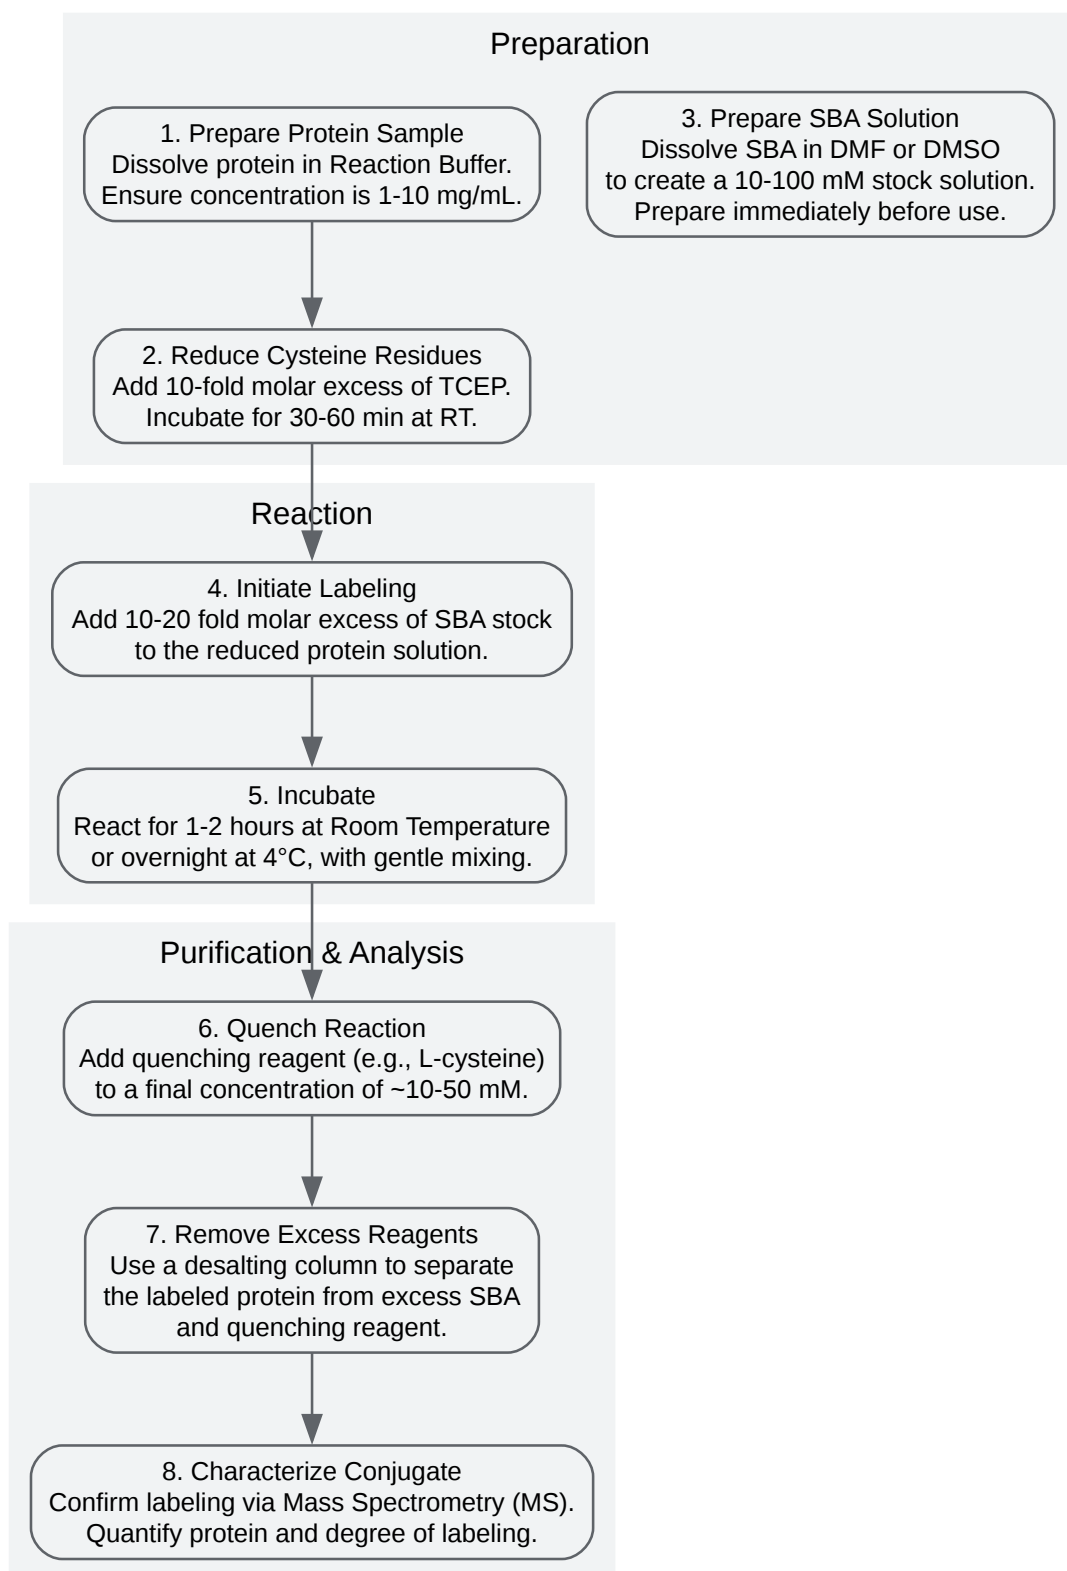 Preparation
1. Prepare Protein Sample
Dissolve protein in Reaction Buffer.
Ensure concentration is 1-10 mg/mL.
3. Prepare SBA Solution
Dissolve SBA in DMF or DMSO
to create a 10-100 mM stock solution.
Prepare immediately before use.
2. Reduce Cysteine Residues
Add 10-fold molar excess of TCEP.
Incubate for 30-60 min at RT.
Reaction
4. Initiate Labeling
Add 10-20 fold molar excess of SBA stock
to the reduced protein solution.
5. Incubate
React for 1-2 hours at Room Temperature
or overnight at 4°C, with gentle mixing.
Purification & Analysis
6. Quench Reaction
Add quenching reagent (e.g., L-cysteine)
to a final concentration of ~10-50 mM.
7. Remove Excess Reagents
Use a desalting column to separate
the labeled protein from excess SBA
and quenching reagent.
8. Characterize Conjugate
Confirm labeling via Mass Spectrometry (MS).
Quantify protein and degree of labeling.